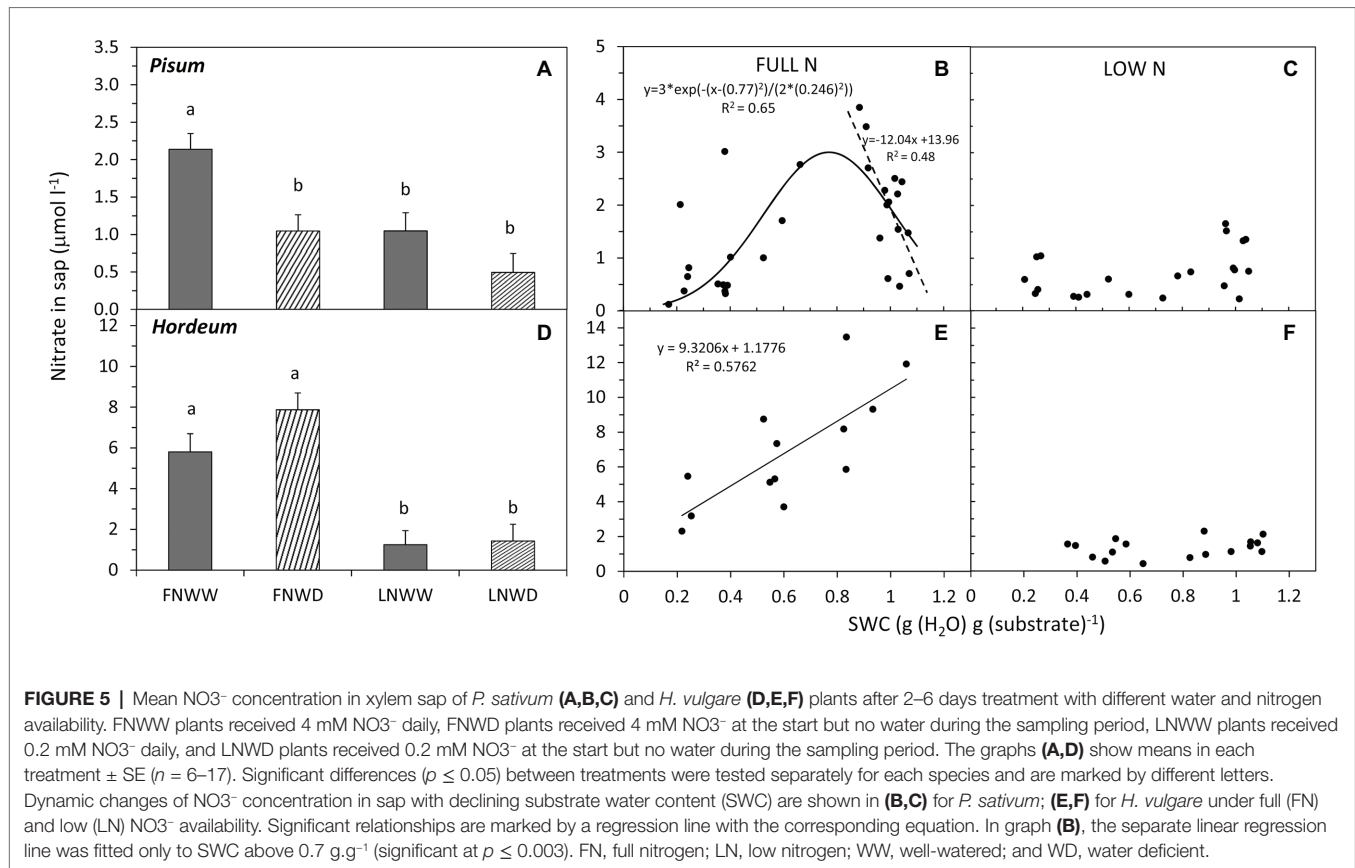 Pisum
A
Nitrate in sap (µmol l⁻¹)
5.0
4.5
4.0
3.5
3.0
2.5
2.0
1.5
1.0
0.5
0.0
a
b
b
b
FULL N
B
y=3*exp(-(x-(0.77)²)/(2*(0.246)²))
R² = 0.65
y=-12.04x +13.96
R² = 0.48
5
4
3
2
1
0
LOW N
C
Hordeum
D
12
10
8
6
4
2
0
a
a
b
b
FNWW FNWD LNWW LNWD
E
y = 9.3206x + 1.1776
R² = 0.5762
14
12
10
8
6
4
2
0
0 0.2 0.4 0.6 0.8 1 1.2
F
0 0.2 0.4 0.6 0.8 1 1.2
SWC (g (H₂O) g (substrate)⁻¹)
FIGURE 5 | Mean NO3⁻ concentration in xylem sap of P. sativum (A,B,C) and H. vulgare (D,E,F) plants after 2–6 days treatment with different water and nitrogen
availability. FNWW plants received 4 mM NO3⁻ daily, FNWD plants received 4 mM NO3⁻ at the start but no water during the sampling period, LNWW plants received
0.2 mM NO3⁻ daily, and LNWD plants received 0.2 mM NO3⁻ at the start but no water during the sampling period. The graphs (A,D) show means in each
treatment ± SE (n = 6–17). Significant differences (p ≤ 0.05) between treatments were tested separately for each species and are marked by different letters.
Dynamic changes of NO3⁻ concentration in sap with declining substrate water content (SWC) are shown in (B,C) for P. sativum; (E,F) for H. vulgare under full (FN)
and low (LN) NO3⁻ availability. Significant relationships are marked by a regression line with the corresponding equation. In graph (B), the separate linear regression
line was fitted only to SWC above 0.7 g.g⁻¹ (significant at p ≤ 0.003). FN, full nitrogen; LN, low nitrogen; WW, well-watered; and WD, water deficient.